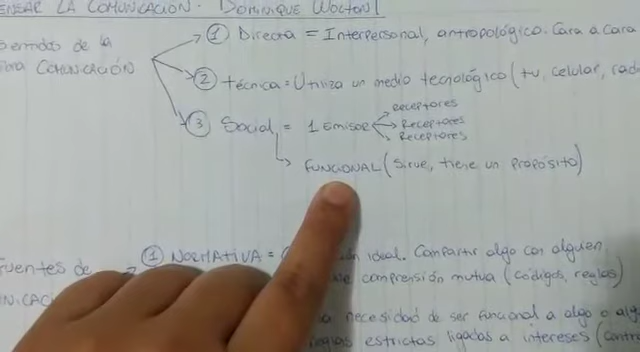 PENSAR LA COMUNICACIÓN. DOMINIQUE WOLTON
① Directa = Interpersonal, antropológico. Cara a Cara
Sentidos de la
COMUNICACIÓN
② técnica = Utiliza un medio tecnológico (tv, celular, rad
③ Social = 1 Emisor
Receptores
Receptores
Receptores
FUNCIONAL (Sirve, tiene un propósito)
① NORMATIVA = ideal. Compartir algo con alguien
fuentes de
comprensión mutua (códigos, reglas)
necesidad de ser funcional a algo o alg
reglas estrictas ligadas a intereses (contro